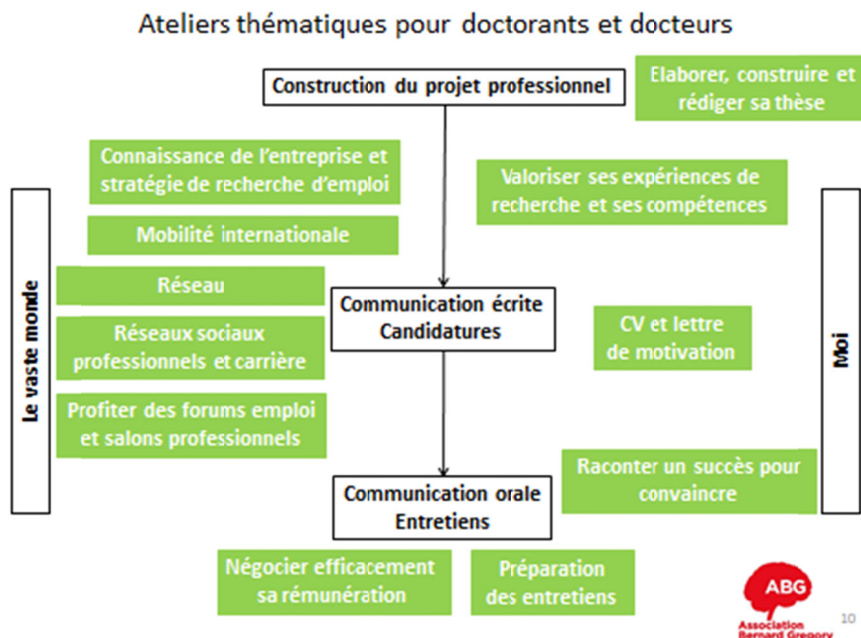 Ateliers thématiques pour doctorants et docteurs
Construction du projet professionnel
Elaborer, construire et
rédiger sa thèse
Connaissance de l'entreprise et
stratégie de recherche d'emploi
Valoriser ses expériences de
recherche et ses compétences
Mobilité internationale
Le vaste monde
Moi
Réseau
Communication écrite
Candidatures
Réseaux sociaux
professionnels et carrière
CV et lettre
de motivation
Profiter des forums emploi
et salons professionnels
Raconter un succès pour
convaincre
Communication orale
Entretiens
Négocier efficacement
sa rémunération
Préparation
des entretiens
ABG
Association
Bernard Gregory
10